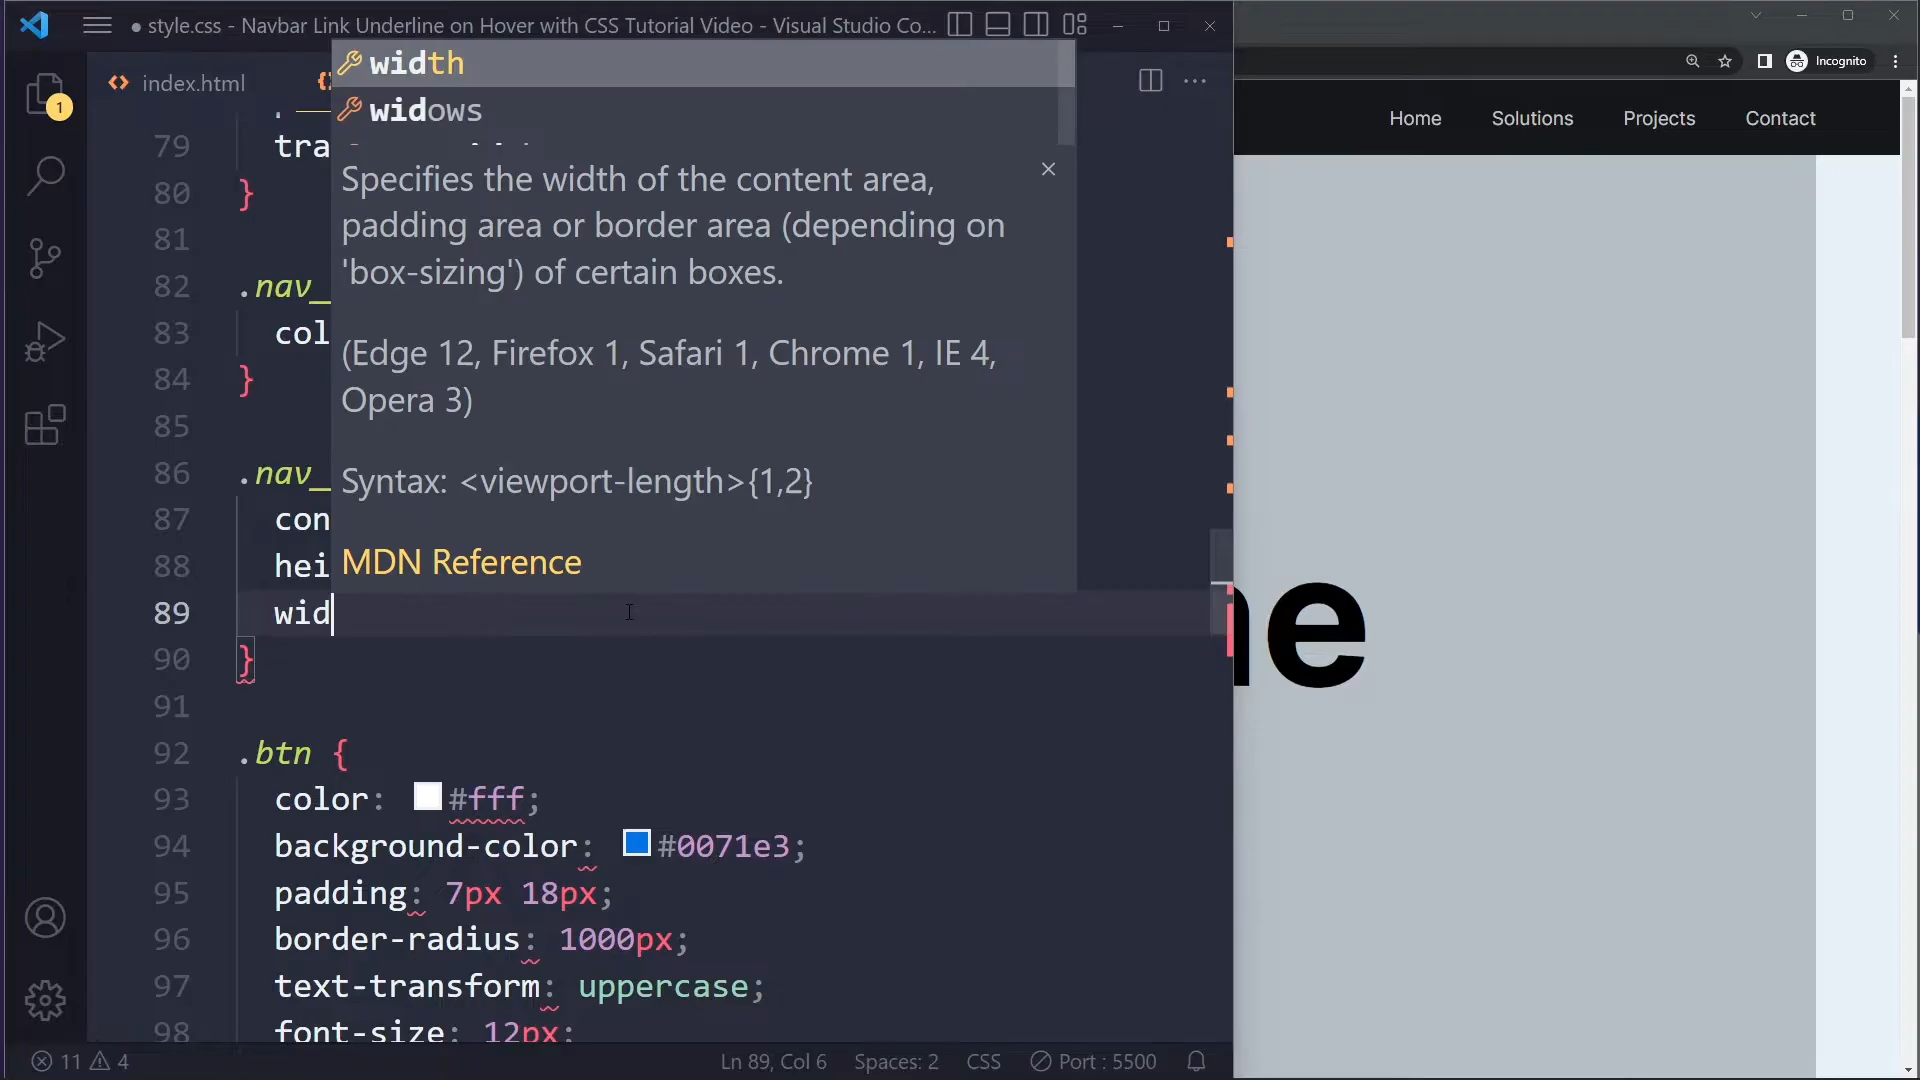 style.css - Navbar Link Underline on Hover with CSS Tutorial Video - Visual Studio Co...
index.html
1
width
widows
Specifies the width of the content area,
padding area or border area (depending on
'box-sizing') of certain boxes.
(Edge 12, Firefox 1, Safari 1, Chrome 1, IE 4,
Opera 3)
Syntax: <viewport-length>{1,2}
MDN Reference
79 tra
80 }
81
82 .nav_
83 col
84 }
85
86 .nav_
87 con
88 hei
89 wid
90 }
91
92 .btn {
93 color: #fff;
94 background-color: #0071e3;
95 padding: 7px 18px;
96 border-radius: 1000px;
97 text-transform: uppercase;
98 font-size: 12px;
11 4
Ln 89, Col 6 Spaces: 2 CSS Port : 5500
Incognito
Home Solutions Projects Contact
e